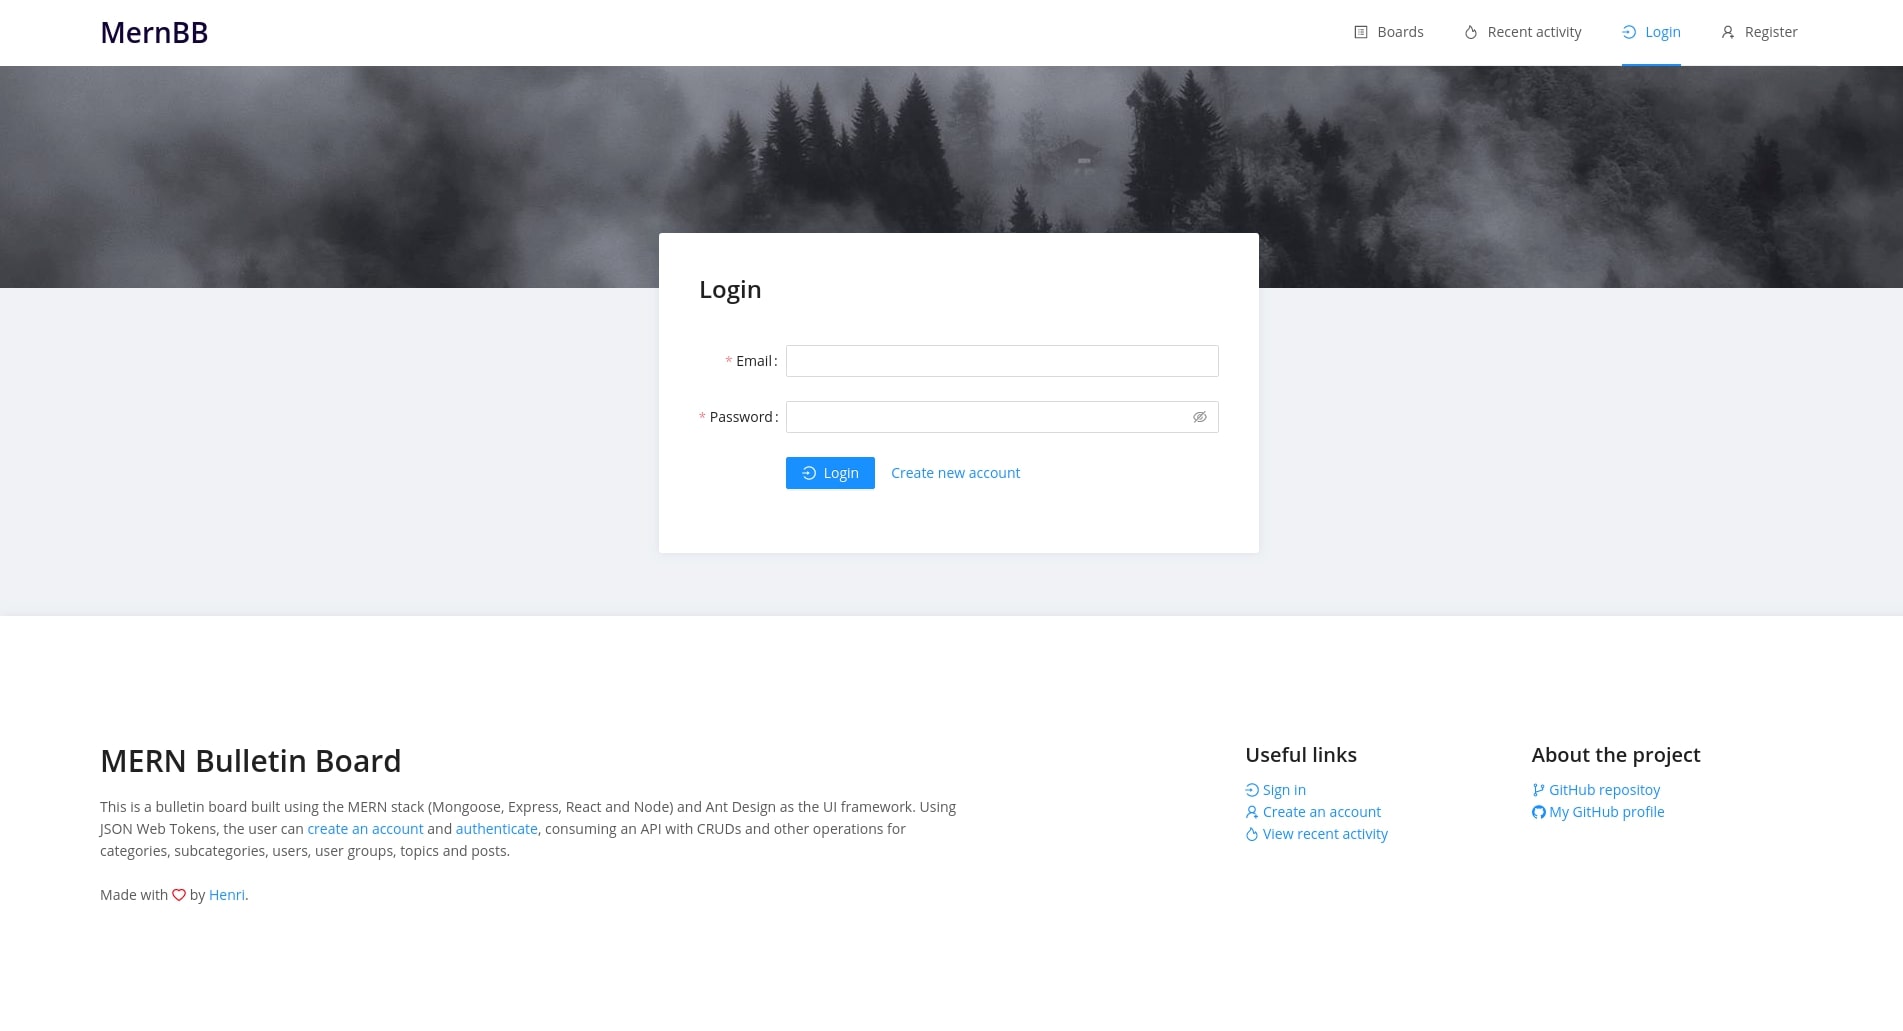 MernBB
Boards
Recent activity
Login
Register
Login
* Email :
* Password :
Login
Create new account
MERN Bulletin Board
This is a bulletin board built using the MERN stack (Mongoose, Express, React and Node) and Ant Design as the UI framework. Using
JSON Web Tokens, the user can create an account and authenticate, consuming an API with CRUDs and other operations for
categories, subcategories, users, user groups, topics and posts.
Made with by Henri.
Useful links
Sign in
Create an account
View recent activity
About the project
GitHub repositoy
My GitHub profile